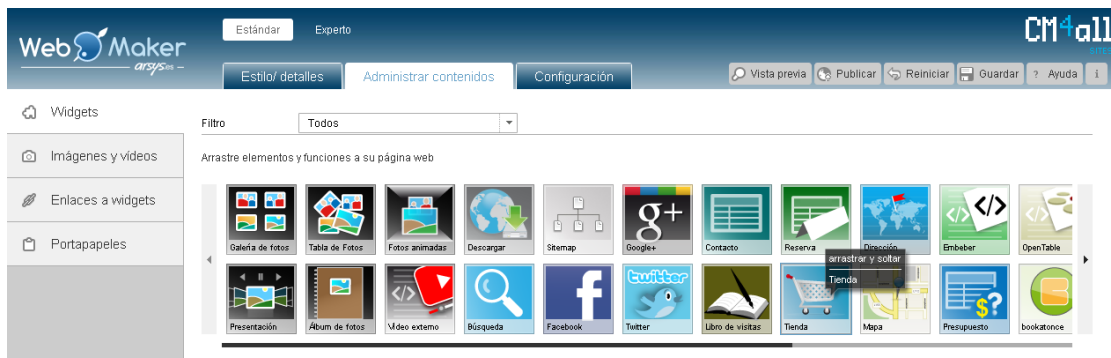 Web Maker
arsys.es
Estándar Experto
CM4all
SITES
Estilo/ detalles Administrar contenidos Configuración
Vista previa Publicar Reiniciar Guardar ? Ayuda i
Widgets
Imágenes y vídeos
Enlaces a widgets
Portapapeles
Filtro Todos
Arrastre elementos y funciones a su página web
Galería de fotos Tabla de Fotos Fotos animadas Descargar Sitemap Google+ Contacto Reserva Dirección Embeber OpenTable
arrastrar y soltar
Tienda
Presentación Álbum de fotos Vídeo externo Búsqueda Facebook Twitter Libro de visitas Tienda Mapa Presupuesto bookatonce